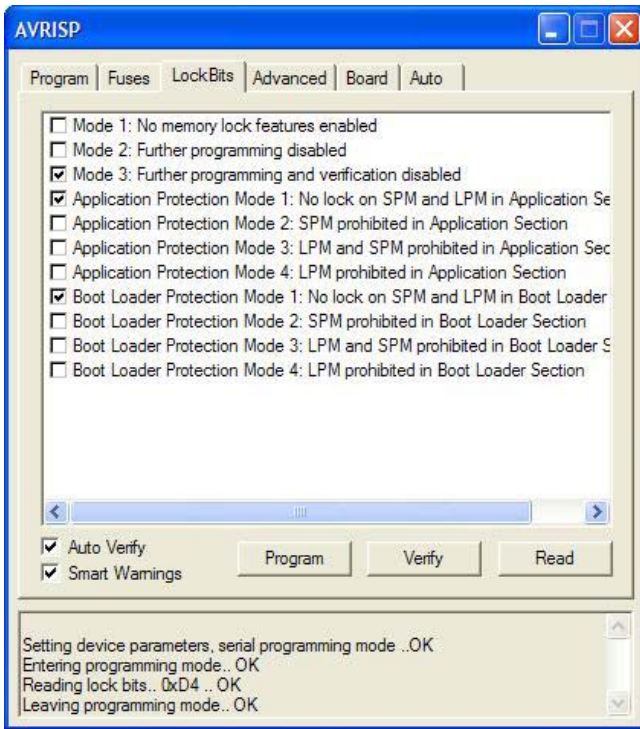 AVRISP
Program Fuses LockBits Advanced Board Auto
Mode 1: No memory lock features enabled
Mode 2: Further programming disabled
Mode 3: Further programming and verification disabled
Application Protection Mode 1: No lock on SPM and LPM in Application Se
Application Protection Mode 2: SPM prohibited in Application Section
Application Protection Mode 3: LPM and SPM prohibited in Application Sec
Application Protection Mode 4: LPM prohibited in Application Section
Boot Loader Protection Mode 1: No lock on SPM and LPM in Boot Loader
Boot Loader Protection Mode 2: SPM prohibited in Boot Loader Section
Boot Loader Protection Mode 3: LPM and SPM prohibited in Boot Loader S
Boot Loader Protection Mode 4: LPM prohibited in Boot Loader Section
Auto Verify
Smart Warnings
Program Verify Read
Setting device parameters, serial programming mode ..OK
Entering programming mode.. OK
Reading lock bits.. 0xD4 .. OK
Leaving programming mode.. OK